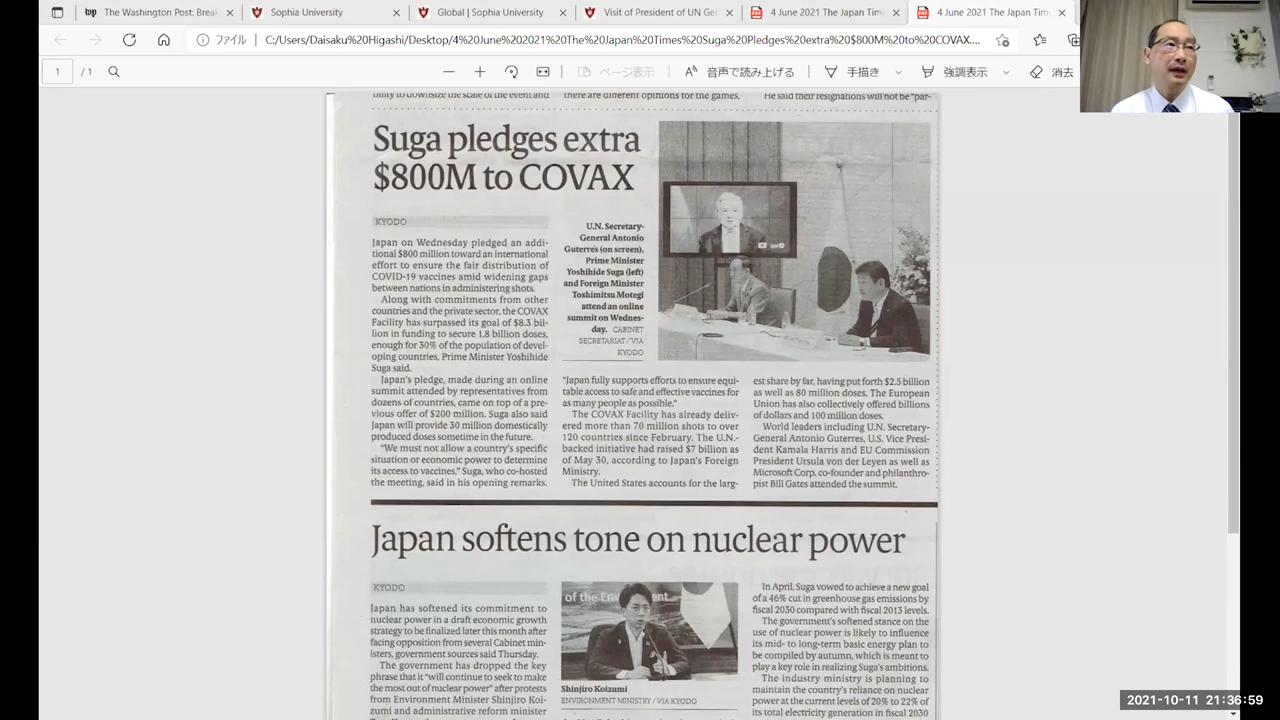 The Washington Post: Brea
Sophia University
Global | Sophia University
Visit of President of UN Ge
4 June 2021 The Japan Tim
4 June 2021 The Japan Tim
ファイル
C:/Users/Daisaku%20Higashi/Desktop/4%20June%202021%20The%20Japan%20Times%20Suga%20Pledges%20extra%20$800M%20to%20COVAX....
1 / 1
ページ表示
音声で読み上げる
手描き
強調表示
消去
bility to downsize the scale of the event and
there are different opinions for the games,
He said their resignations will not be "par-
Suga pledges extra
$800M to COVAX
KYODO
Japan on Wednesday pledged an addi-
tional $800 million toward an international
effort to ensure the fair distribution of
COVID-19 vaccines amid widening gaps
between nations in administering shots.
Along with commitments from other
countries and the private sector, the COVAX
Facility has surpassed its goal of $8.3 bil-
lion in funding to secure 1.8 billion doses,
enough for 30% of the population of devel-
oping countries, Prime Minister Yoshihide
Suga said.
Japan's pledge, made during an online
summit attended by representatives from
dozens of countries, came on top of a pre-
vious offer of $200 million. Suga also said
Japan will provide 30 million domestically
produced doses sometime in the future.
"We must not allow a country's specific
situation or economic power to determine
its access to vaccines," Suga, who co-hosted
the meeting, said in his opening remarks.
U.N. Secretary-
General Antonio
Guterres (on screen),
Prime Minister
Yoshihide Suga (left)
and Foreign Minister
Toshimitsu Motegi
attend an online
summit on Wednes-
day. CABINET
SECRETARIAT / VIA
KYODO
"Japan fully supports efforts to ensure equi-
table access to safe and effective vaccines for
as many people as possible."
The COVAX Facility has already deliv-
ered more than 70 million shots to over
120 countries since February. The U.N.-
backed initiative had raised $7 billion as
of May 30, according to Japan's Foreign
Ministry.
The United States accounts for the larg-
est share by far, having put forth $2.5 billion
as well as 80 million doses. The European
Union has also collectively offered billions
of dollars and 100 million doses.
World leaders including U.N. Secretary-
General Antonio Guterres, U.S. Vice Presi-
dent Kamala Harris and EU Commission
President Ursula von der Leyen as well as
Microsoft Corp. co-founder and philanthro-
pist Bill Gates attended the summit.
Japan softens tone on nuclear power
KYODO
Japan has softened its commitment to
nuclear power in a draft economic growth
strategy to be finalized later this month after
facing opposition from several Cabinet min-
isters, government sources said Thursday.
The government has dropped the key
phrase that it "will continue to seek to make
the most out of nuclear power" after protests
from Environment Minister Shinjiro Koi-
zumi and administrative reform minister
of the Env
Shinjiro Koizumi
ENVIRONMENT MINISTRY / VIA KYODO
In April, Suga vowed to achieve a new goal
of a 46% cut in greenhouse gas emissions by
fiscal 2030 compared with fiscal 2013 levels.
The government's softened stance on the
use of nuclear power is likely to influence
its mid- to long-term basic energy plan to
be compiled by autumn, which is meant to
play a key role in realizing Suga's ambitions.
The industry ministry is planning to
maintain the country's reliance on nuclear
power at the current levels of 20% to 22% of
its total electricity generation in fiscal 2030
2021-10-11 21:36:59